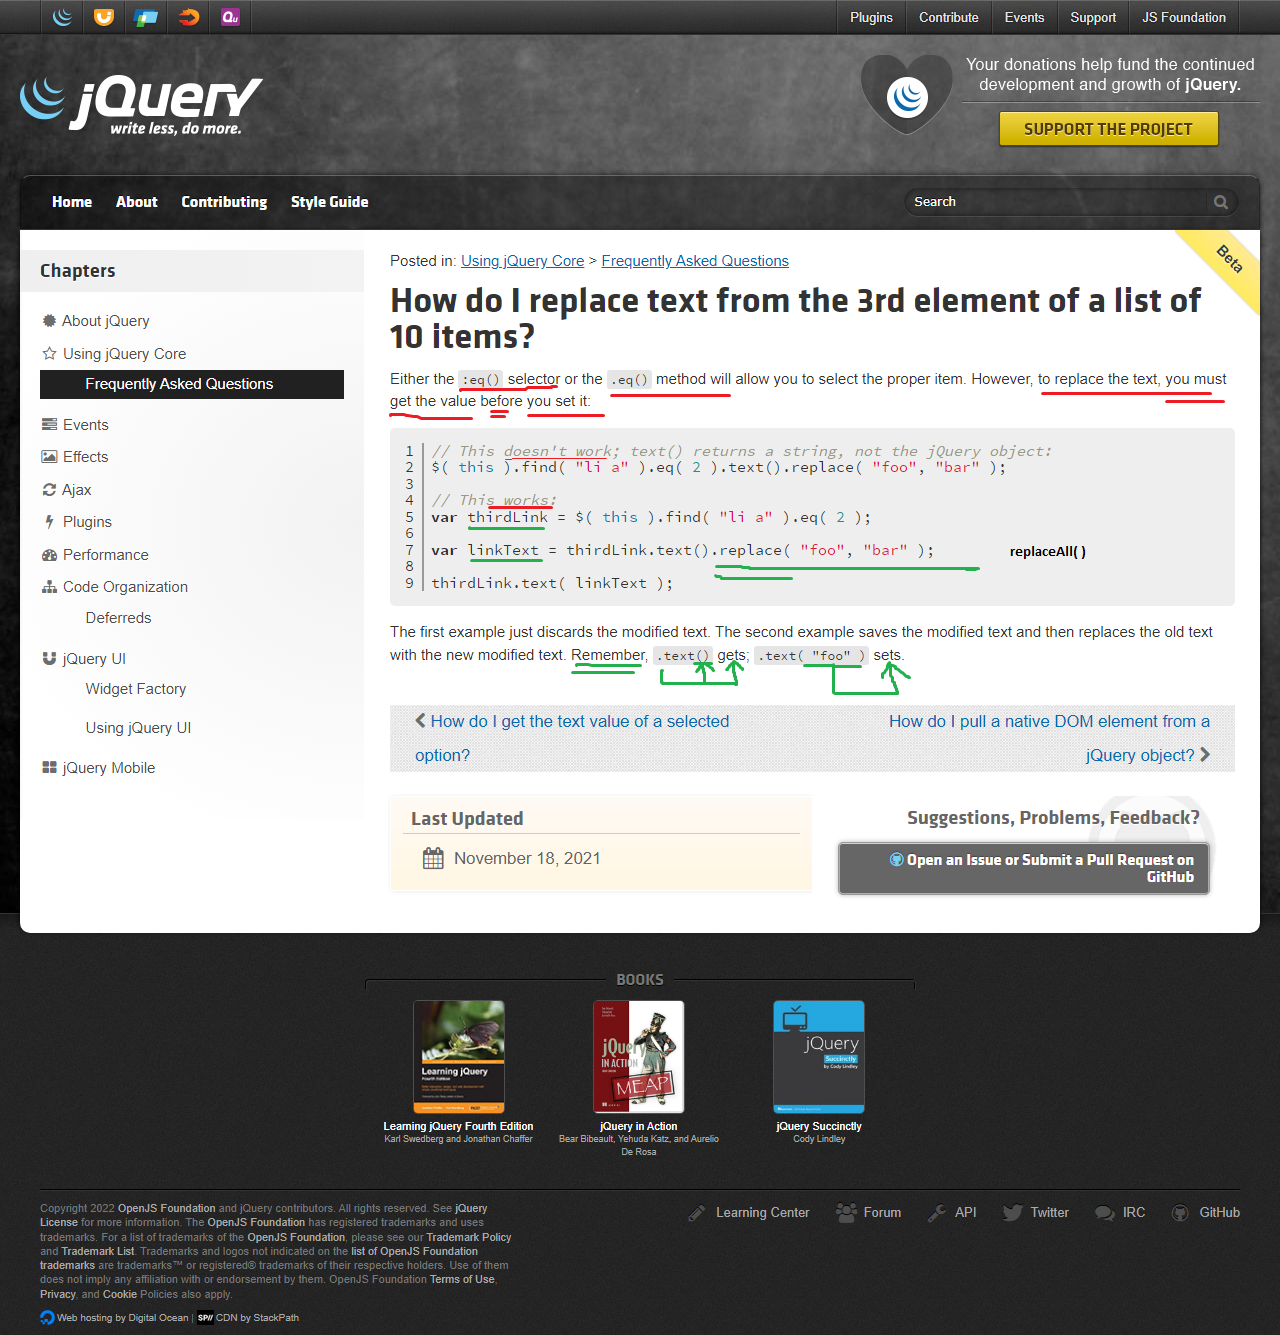 Plugins Contribute Events Support JS Foundation
jQuery
write less, do more.
Your donations help fund the continued
development and growth of jQuery.
SUPPORT THE PROJECT
Home About Contributing Style Guide
Search
Beta
Chapters
About jQuery
Using jQuery Core
Frequently Asked Questions
Events
Effects
Ajax
Plugins
Performance
Code Organization
Deferreds
jQuery UI
Widget Factory
Using jQuery UI
jQuery Mobile
Posted in: Using jQuery Core > Frequently Asked Questions
How do I replace text from the 3rd element of a list of
10 items?
Either the :eq() selector or the .eq() method will allow you to select the proper item. However, to replace the text, you must
get the value before you set it:
1 // This doesn't work; text() returns a string, not the jQuery object:
2 $( this ).find( "li a" ).eq( 2 ).text().replace( "foo", "bar" );
3
4 // This works:
5 var thirdLink = $( this ).find( "li a" ).eq( 2 );
6
7 var linkText = thirdLink.text().replace( "foo", "bar" ); replaceAll( )
8
9 thirdLink.text( linkText );
The first example just discards the modified text. The second example saves the modified text and then replaces the old text
with the new modified text. Remember, .text() gets; .text( "foo" ) sets.
How do I get the text value of a selected
option?
How do I pull a native DOM element from a
jQuery object?
Last Updated
November 18, 2021
Suggestions, Problems, Feedback?
Open an Issue or Submit a Pull Request on
GitHub
BOOKS
Learning jQuery
Fourth Edition
Learning jQuery Fourth Edition
Karl Swedberg and Jonathan Chaffer
jQuery
IN ACTION
MEAP
jQuery in Action
Bear Bibeault, Yehuda Katz, and Aurelio
De Rosa
jQuery
Succinctly
by Cody Lindley
jQuery Succinctly
Cody Lindley
Copyright 2022 OpenJS Foundation and jQuery contributors. All rights reserved. See jQuery
License for more information. The OpenJS Foundation has registered trademarks and uses
trademarks. For a list of trademarks of the OpenJS Foundation, please see our Trademark Policy
and Trademark List. Trademarks and logos not indicated on the list of OpenJS Foundation
trademarks are trademarks™ or registered® trademarks of their respective holders. Use of them
does not imply any affiliation with or endorsement by them. OpenJS Foundation Terms of Use,
Privacy, and Cookie Policies also apply.
Web hosting by Digital Ocean | SP// CDN by StackPath
Learning Center Forum API Twitter IRC GitHub